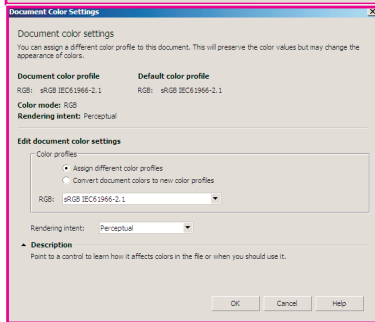 Document Color Settings
Document color settings
You can assign a different color profile to this document. This will preserve the color values but may change the
appearance of colors.
Document color profile Default color profile
RGB: sRGB IEC61966-2.1 RGB: sRGB IEC61966-2.1
Color mode: RGB
Rendering intent: Perceptual
Edit document color settings
Color profiles
Assign different color profiles
Convert document colors to new color profiles
RGB: sRGB IEC61966-2.1
Rendering intent: Perceptual
Description
Point to a control to learn how it affects colors in the file or when you should use it.
OK Cancel Help